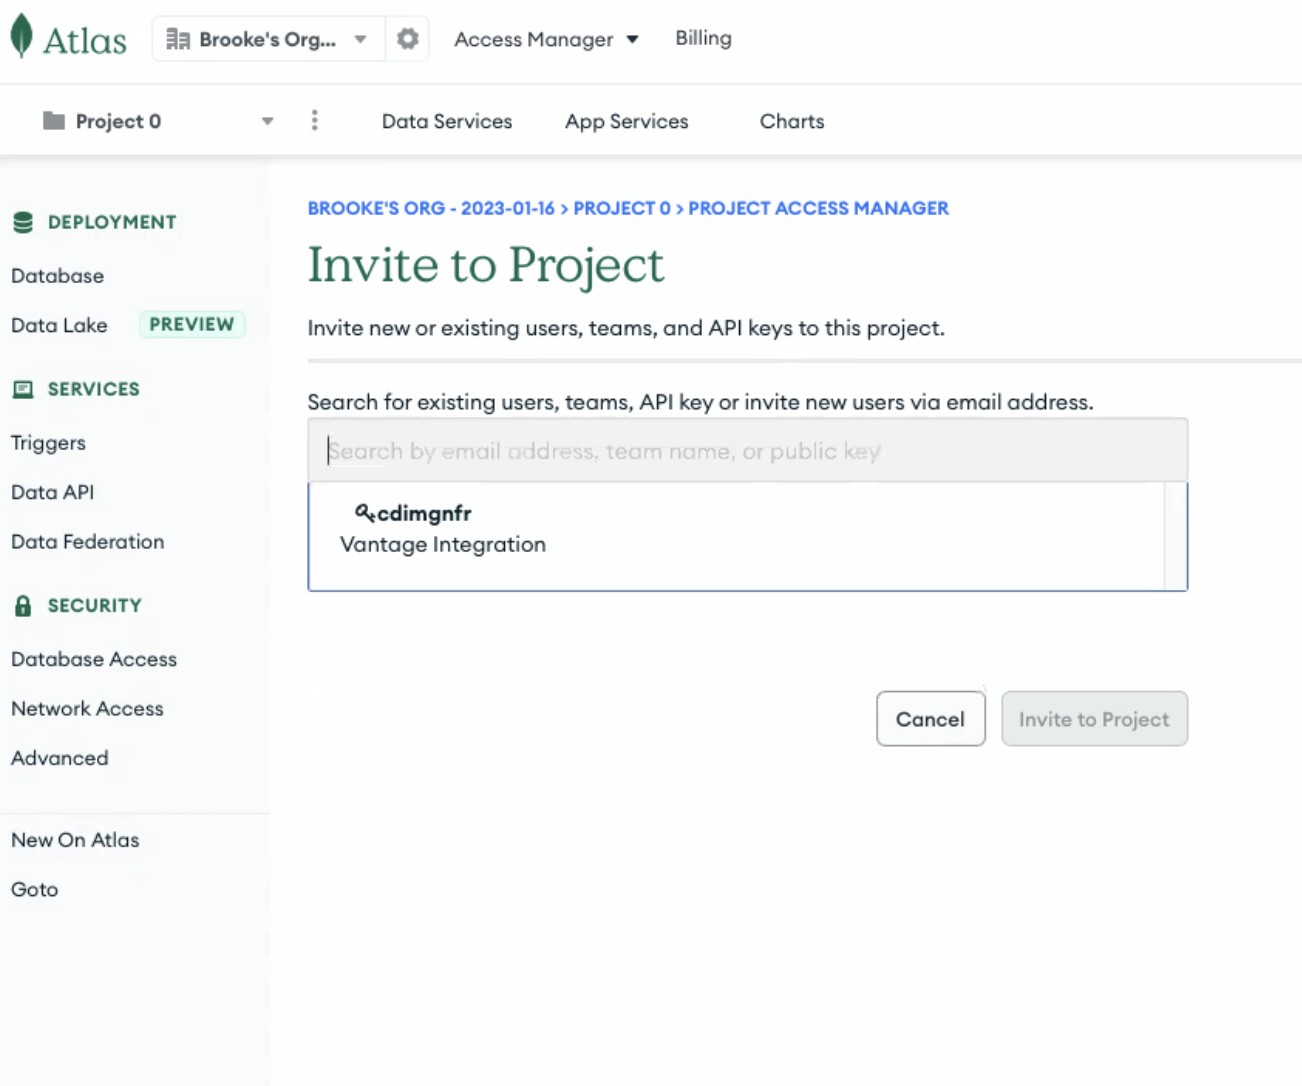 Atlas
Brooke's Org...
Access Manager
Billing
Project 0
Data Services
App Services
Charts
DEPLOYMENT
Database
Data Lake PREVIEW
SERVICES
Triggers
Data API
Data Federation
SECURITY
Database Access
Network Access
Advanced
New On Atlas
Goto
BROOKE'S ORG - 2023-01-16 > PROJECT 0 > PROJECT ACCESS MANAGER
Invite to Project
Invite new or existing users, teams, and API keys to this project.
Search for existing users, teams, API key or invite new users via email address.
Search by email address, team name, or public key
cdimgnfr
Vantage Integration
Cancel
Invite to Project